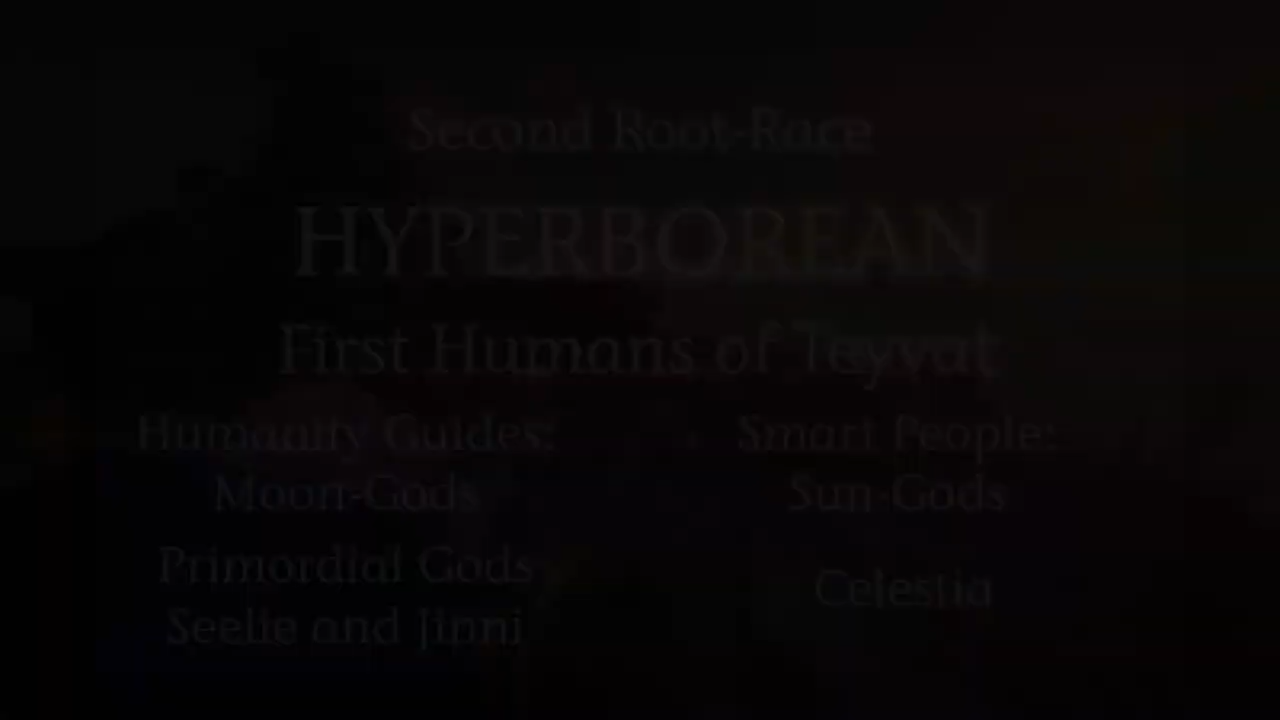 Second Root-Race
HYPERBOREAN
First Humans of Teyvat
Humanity Guides:
Moon-Gods
Primordial Gods
Seelie and Jinni
Smart People:
Sun-Gods
Celestia